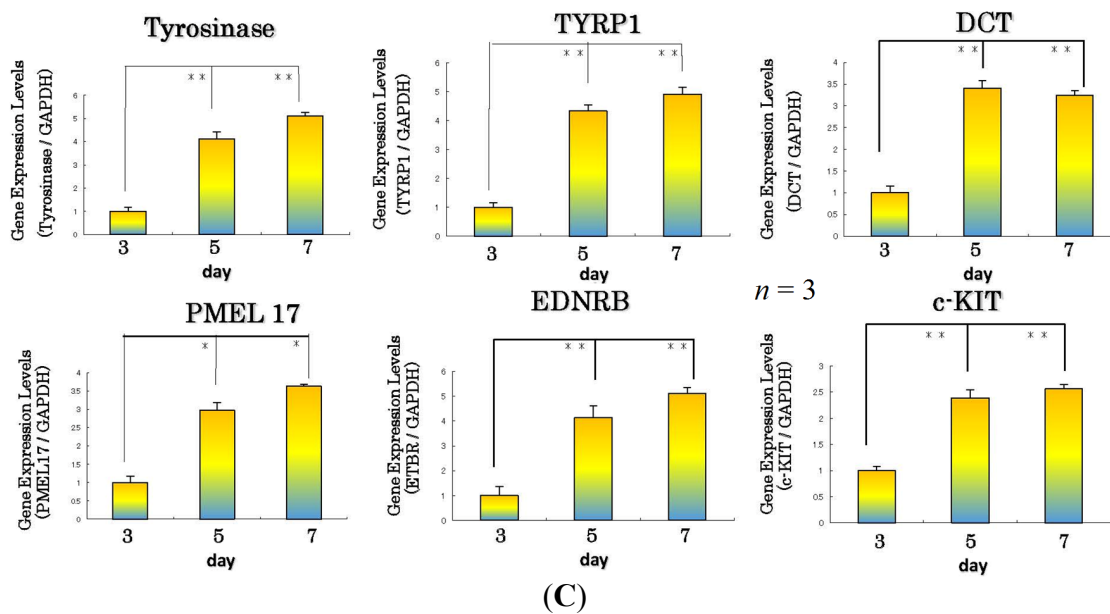 Tyrosinase
Gene Expression Levels
(Tyrosinase / GAPDH)
6
5
4
3
2
1
0
** **
3 5 7
day
TYRP1
Gene Expression Levels
(TYRP1 / GAPDH)
6
5
4
3
2
1
0
** **
3 5 7
day
DCT
Gene Expression Levels
(DCT / GAPDH)
4
3.5
3
2.5
2
1.5
1
0.5
0
** **
3 5 7
day
n = 3
PMEL 17
Gene Expression Levels
(PMEL17 / GAPDH)
4
3.5
3
2.5
2
1.5
1
0.5
0
* *
3 5 7
day
EDNRB
Gene Expression Levels
(ETBR / GAPDH)
6
5
4
3
2
1
0
** **
3 5 7
day
c-KIT
Gene Expression Levels
(c-KIT / GAPDH)
3
2.5
2
1.5
1
0.5
0
** **
3 5 7
day
(C)